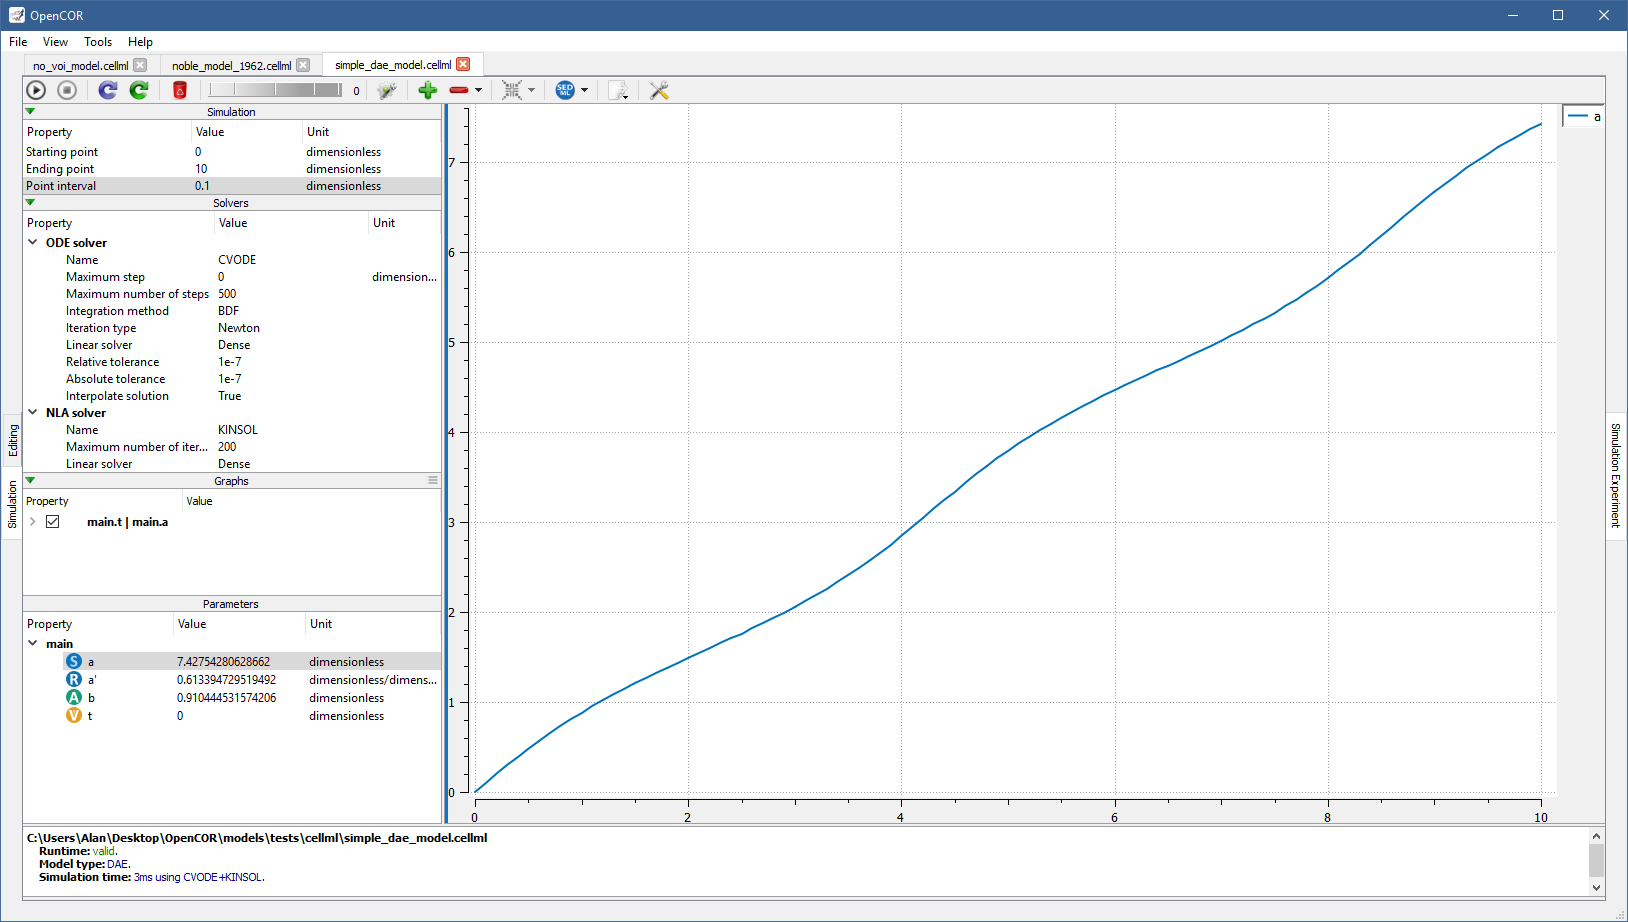 OpenCOR
File View Tools Help
no_voi_model.cellml noble_model_1962.cellml simple_dae_model.cellml
0 SED ML
Simulation
Property Value Unit
Starting point 0 dimensionless
Ending point 10 dimensionless
Point interval 0.1 dimensionless
Solvers
Property Value Unit
ODE solver
Name CVODE
Maximum step 0 dimension...
Maximum number of steps 500
Integration method BDF
Iteration type Newton
Linear solver Dense
Relative tolerance 1e-7
Absolute tolerance 1e-7
Interpolate solution True
NLA solver
Name KINSOL
Maximum number of iter... 200
Linear solver Dense
Graphs
Property Value
main.t | main.a
Parameters
Property Value Unit
main
S a 7.42754280628662 dimensionless
R a' 0.613394729519492 dimensionless/dimens...
A b 0.910444531574206 dimensionless
V t 0 dimensionless
Editing
Simulation
7
6
5
4
3
2
1
0
0 2 4 6 8 10
a
Simulation Experiment
C:\Users\Alan\Desktop\OpenCOR\models\tests\cellml\simple_dae_model.cellml
Runtime: valid.
Model type: DAE.
Simulation time: 3ms using CVODE+KINSOL.